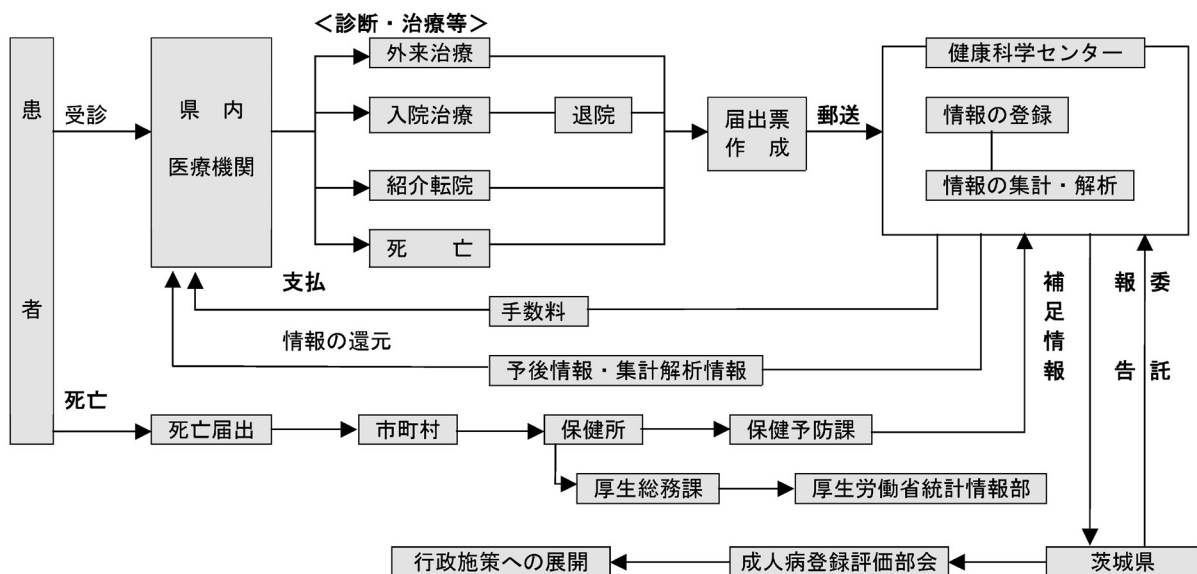 ＜診断・治療等＞
患者
受診
県　内
医療機関
外来治療
入院治療
退院
紹介転院
死　　亡
届出票
作　成
郵送
健康科学センター
情報の登録
情報の集計・解析
支払
手数料
情報の還元
予後情報・集計解析情報
補足情報
報告
委託
死亡
死亡届出
市町村
保健所
保健予防課
厚生総務課
厚生労働省統計情報部
行政施策への展開
成人病登録評価部会
茨城県